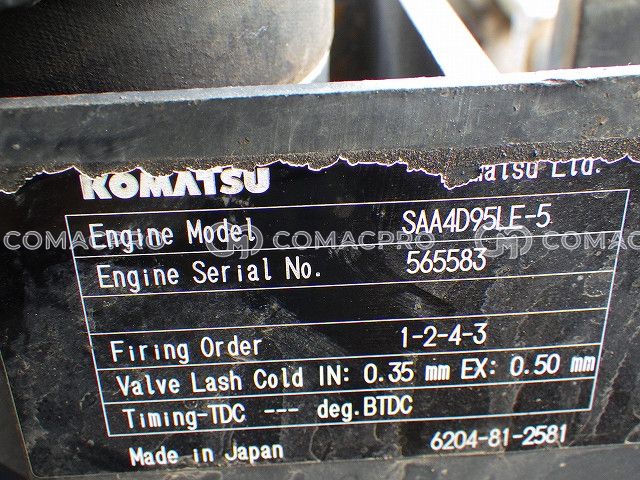 KOMATSU
Ltd.
Engine Model SAA4D95LE-5
COMACPRO COMACPRO COMACPRO
Engine Serial No. 565583
Firing Order 1-2-4-3
Valve Lash Cold IN: 0.35 mm EX: 0.50 mm
Timing-TDC --- deg.BTDC
Made in Japan 6204-81-2581